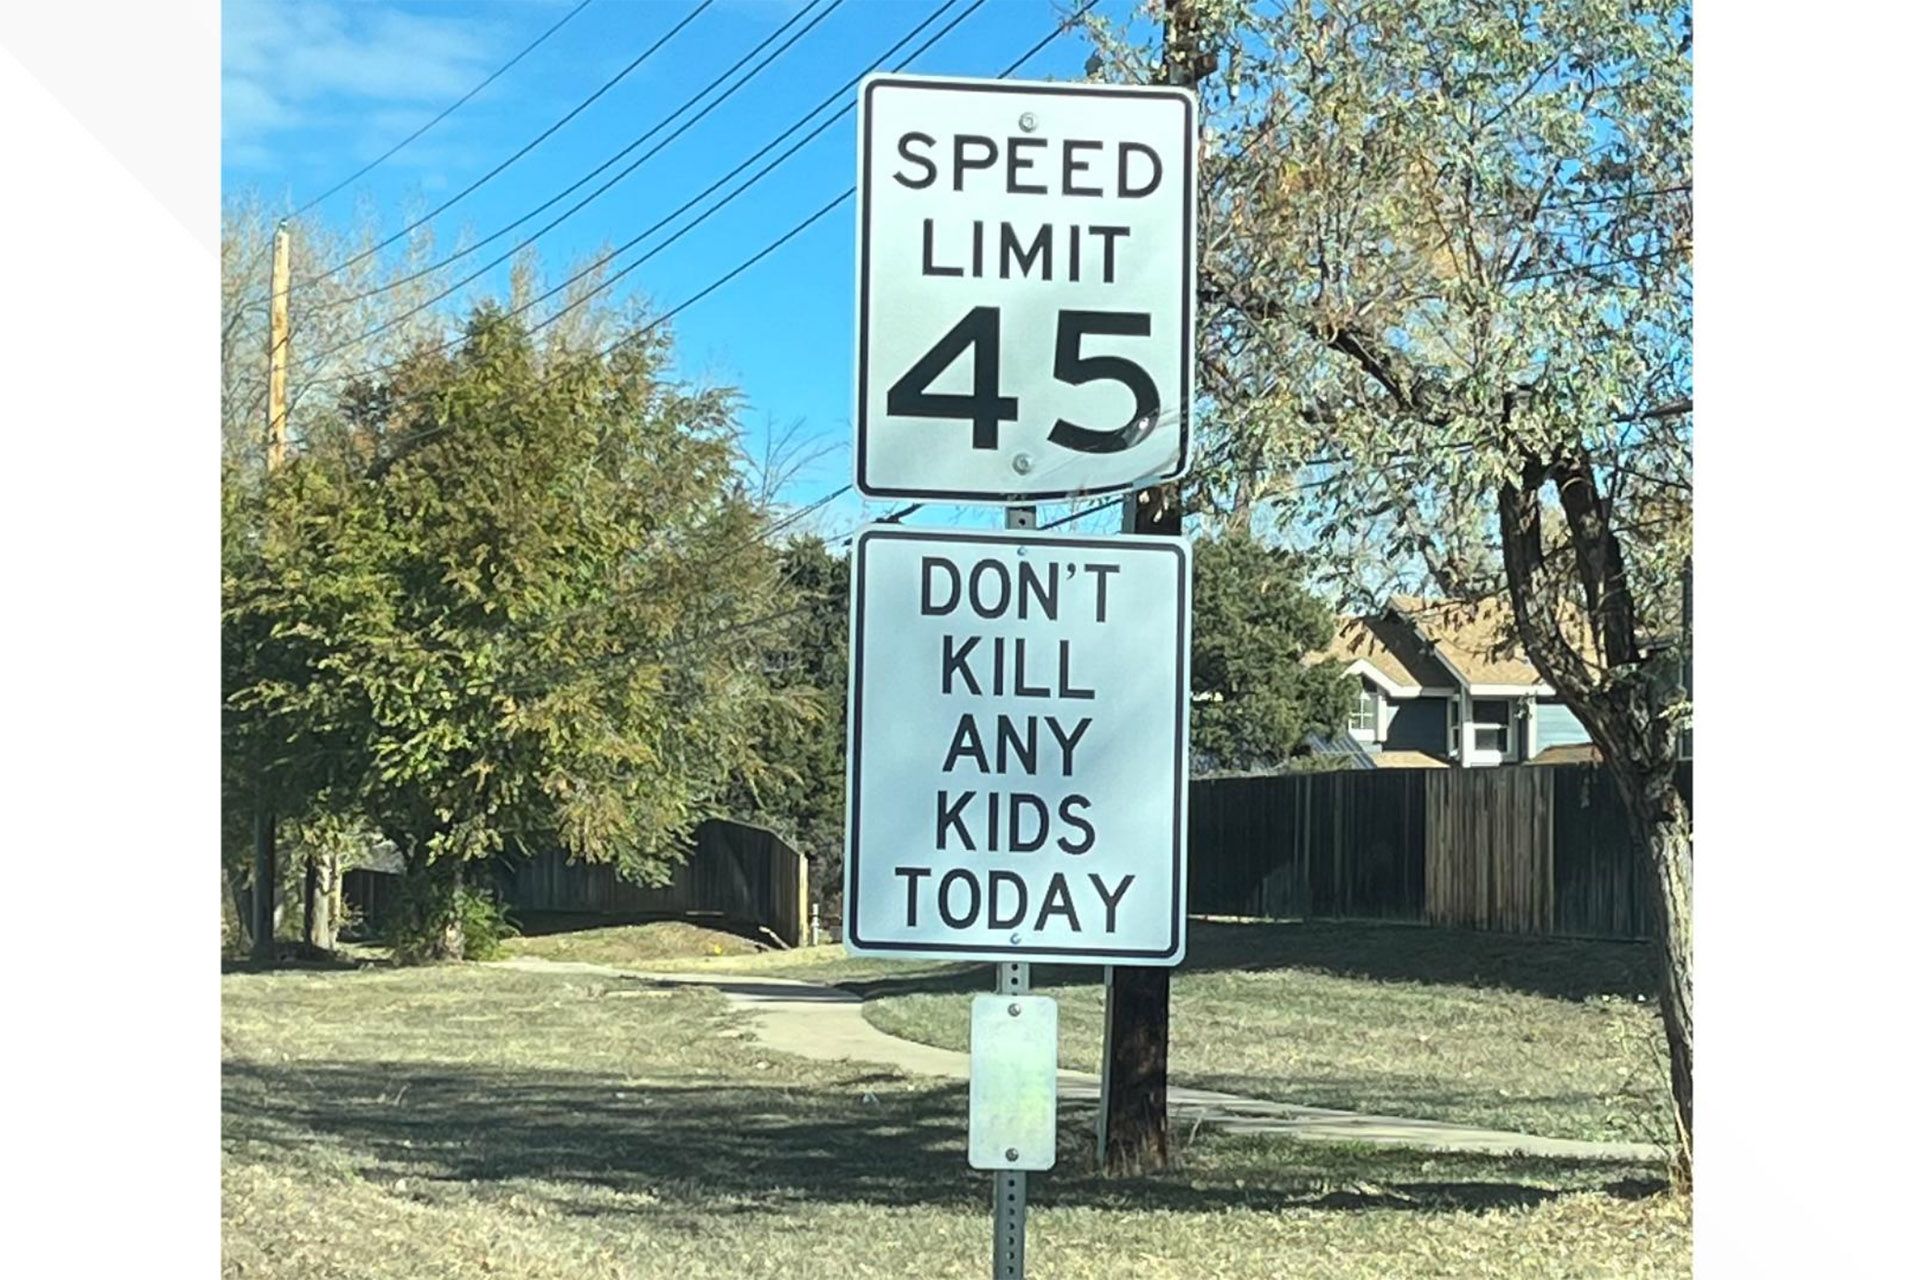 SPEED
LIMIT
45
DON'T
KILL
ANY
KIDS
TODAY